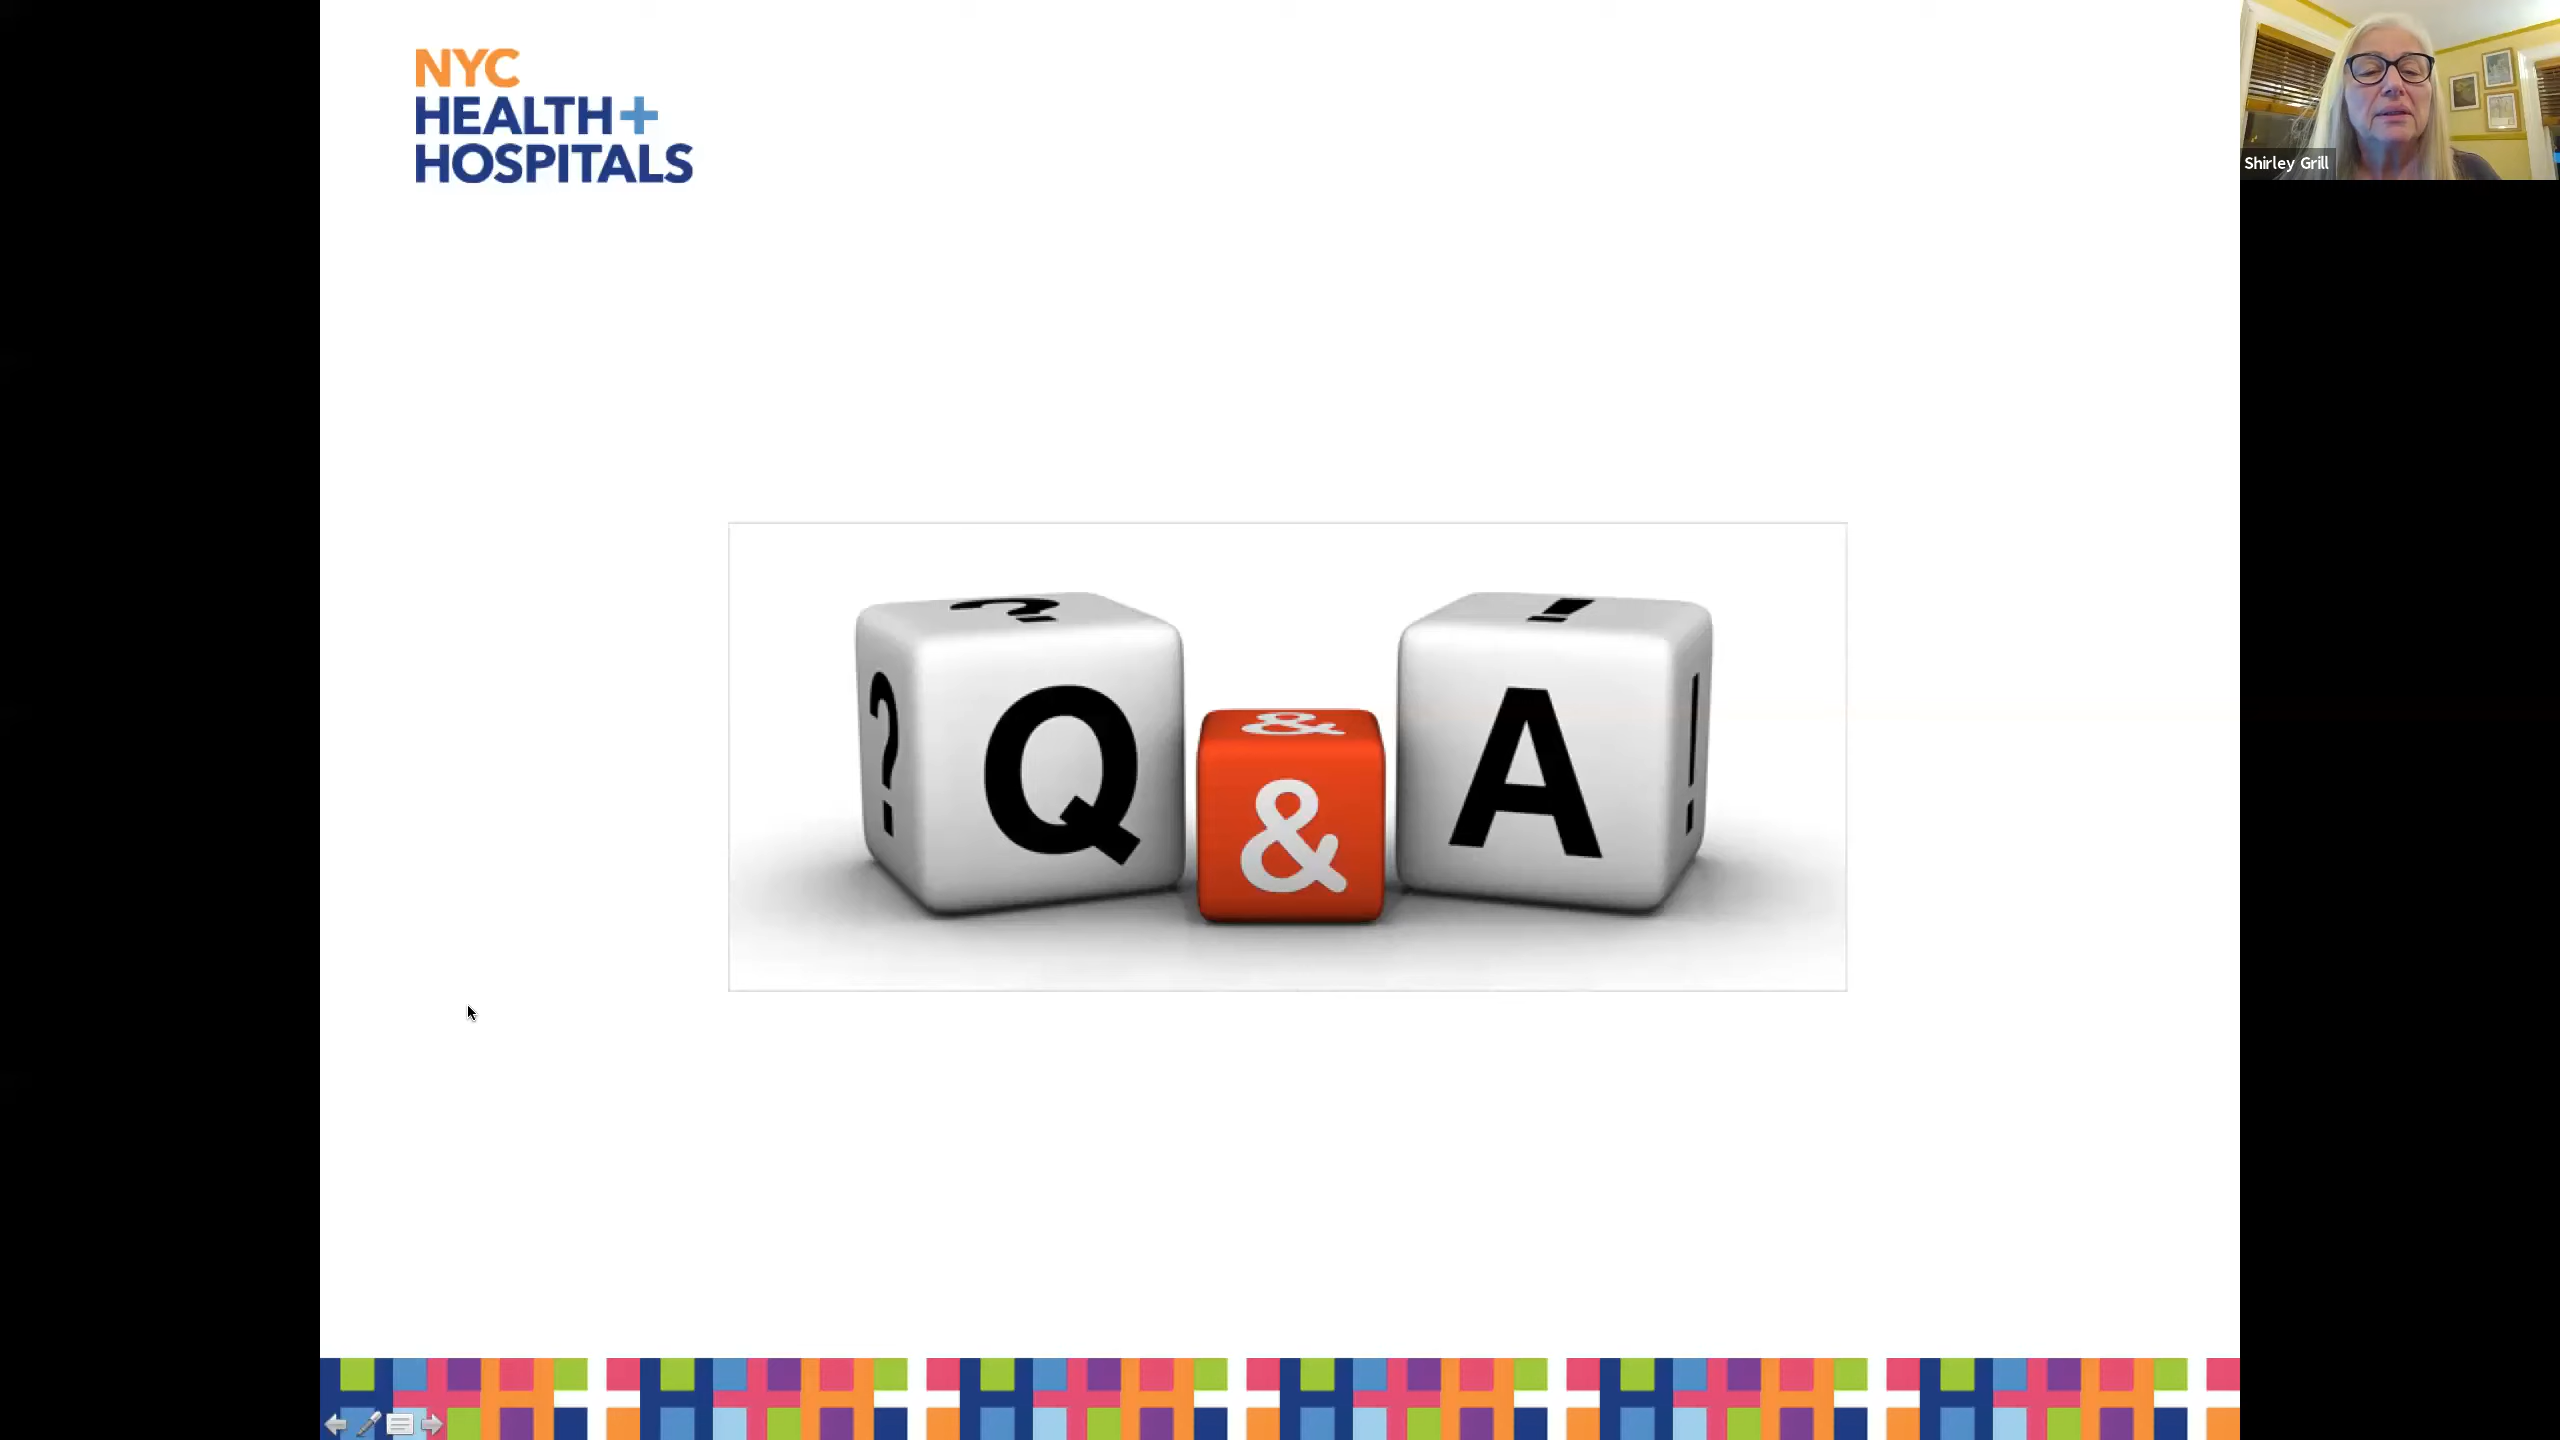 NYC
HEALTH+
HOSPITALS
Shirley Grill
? ? Q & & A ! !